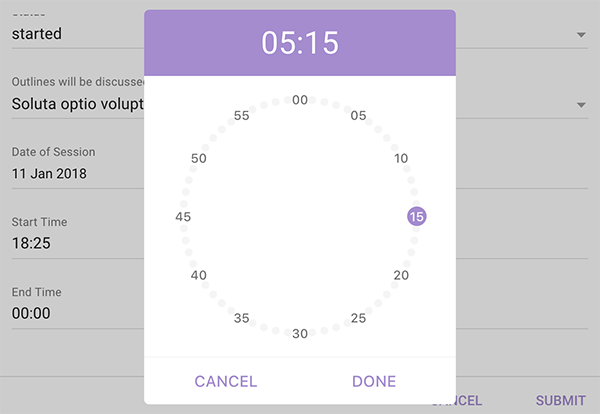 Status
started
Outlines will be discussed
Soluta optio volupt
Date of Session
11 Jan 2018
Start Time
18:25
End Time
00:00
05:15
00
05
10
15
20
25
30
35
40
45
50
55
CANCEL
DONE
CEL
SUBMIT